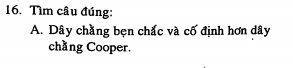 16. Tìm câu đúng:
A. Dây chằng bẹn chắc và cố định hơn dây
chằng Cooper.